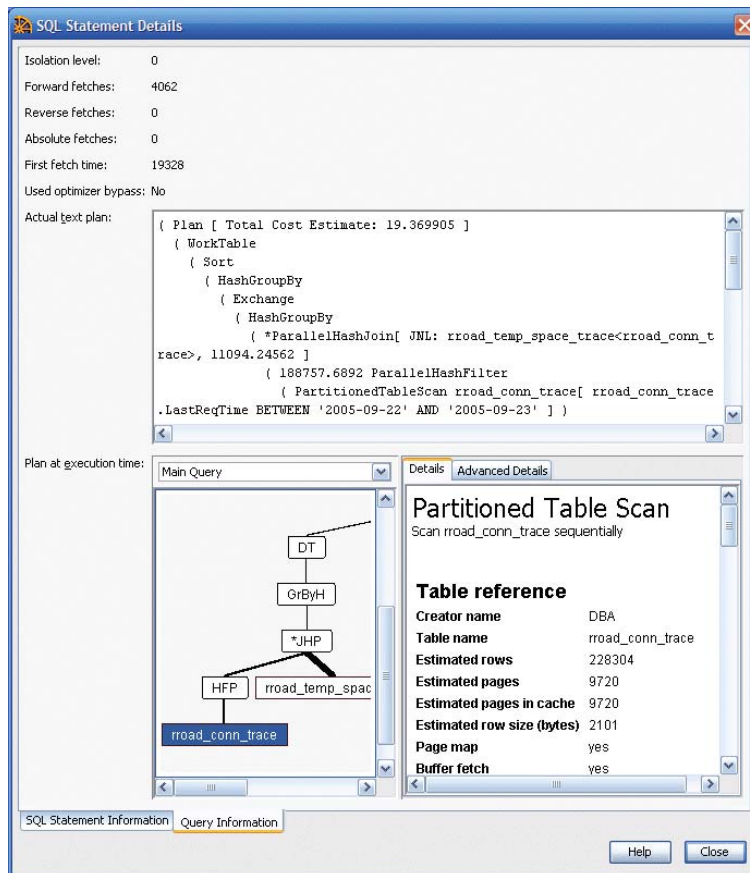 SQL Statement Details
Isolation level: 0
Forward fetches: 4062
Reverse fetches: 0
Absolute fetches: 0
First fetch time: 19328
Used optimizer bypass: No
Actual text plan:
( Plan [ Total Cost Estimate: 19.369905 ]
( WorkTable
( Sort
( HashGroupBy
( Exchange
( HashGroupBy
( *ParallelHashJoin[ JNL: rroad_temp_space_trace<rroad_conn_t
race>, 11094.24562 ]
( 188757.6892 ParallelHashFilter
( PartitionedTableScan rroad_conn_trace[ rroad_conn_trace
.LastReqTime BETWEEN '2005-09-22' AND '2005-09-23' ] )
Plan at execution time:
Main Query
DT
GrByH
*JHP
HFP
rroad_temp_spac
rroad_conn_trace
Details
Advanced Details
Partitioned Table Scan
Scan rroad_conn_trace sequentially
Table reference
Creator name DBA
Table name rroad_conn_trace
Estimated rows 228304
Estimated pages 9720
Estimated pages in cache 9720
Estimated row size (bytes) 2101
Page map yes
Buffer fetch yes
SQL Statement Information
Query Information
Help
Close